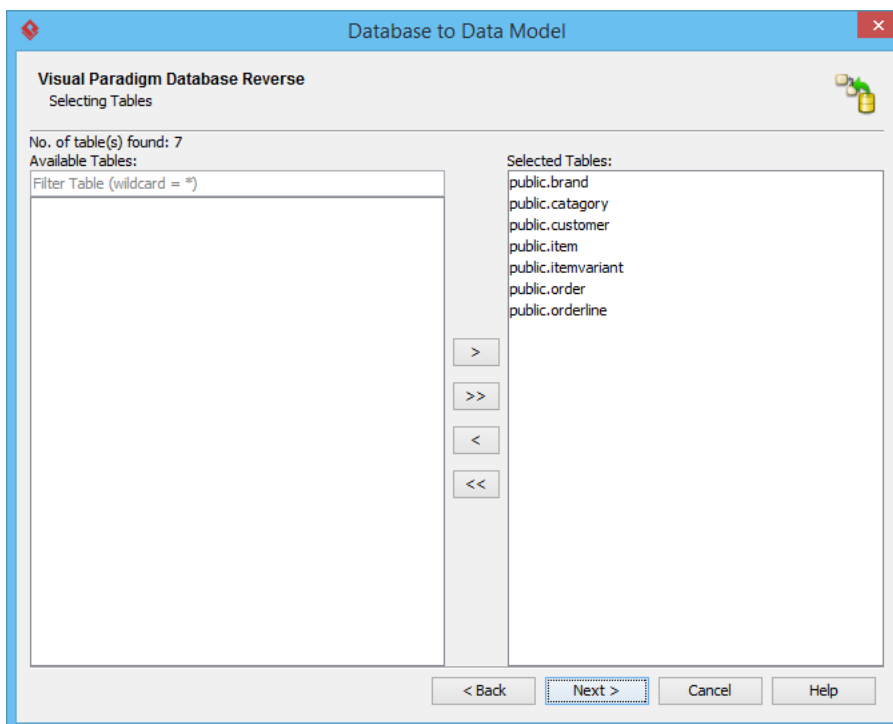 Database to Data Model
×
Visual Paradigm Database Reverse
Selecting Tables
No. of table(s) found: 7
Available Tables:
Filter Table (wildcard = *)
Selected Tables:
public.brand
public.catagory
public.customer
public.item
public.itemvariant
public.order
public.orderline
>
>>
<
<<
< Back Next > Cancel Help